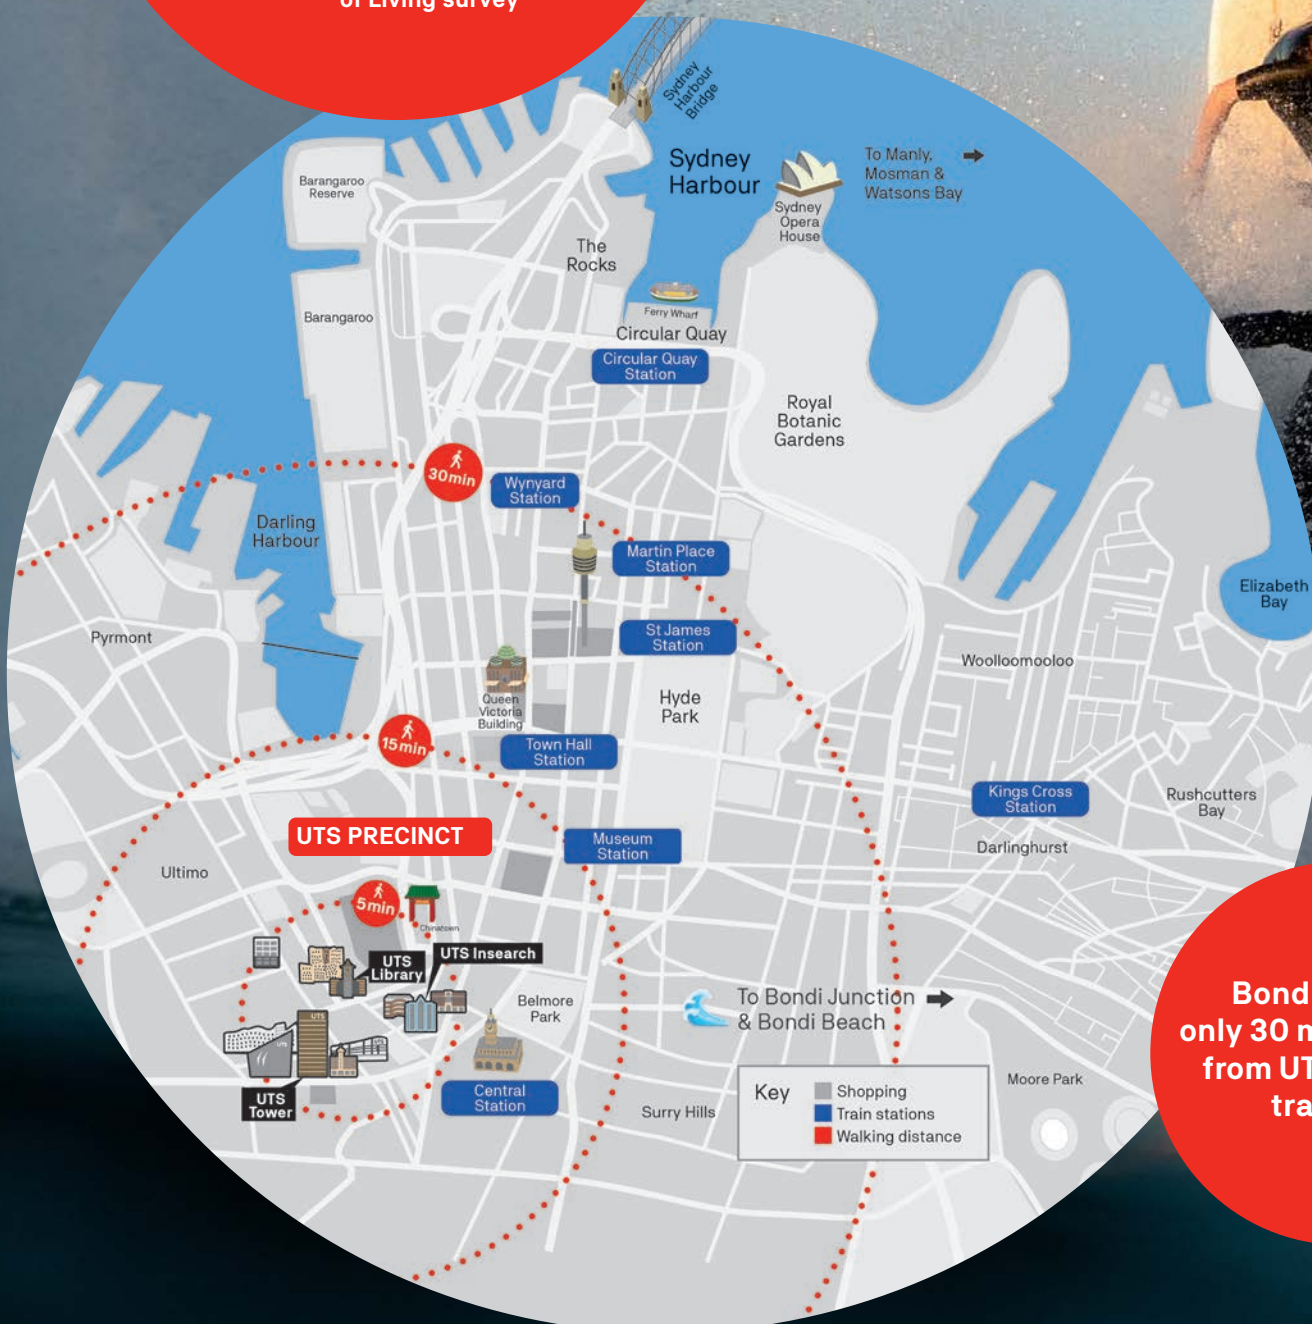 of Living survey
Sydney
Harbour
Bridge
Sydney
Harbour
To Manly,
Mosman &
Watsons Bay
Sydney
Opera
House
Barangaroo
Reserve
The
Rocks
Barangaroo
Ferry Wharf
Circular Quay
Circular Quay
Station
Royal
Botanic
Gardens
30min
Wynyard
Station
Darling
Harbour
Martin Place
Station
Elizabeth
Bay
Pyrmont
St James
Station
Woolloomooloo
Queen
Victoria
Building
Hyde
Park
15min
Town Hall
Station
Kings Cross
Station
Rushcutters
Bay
UTS PRECINCT
Museum
Station
Darlinghurst
Ultimo
5min
Chinatown
UTS
Library
UTS Insearch
Belmore
Park
To Bondi Junction
& Bondi Beach
UTS
UTS
UTS
Tower
Central
Station
Surry Hills
Moore Park
Key
Shopping
Train stations
Walking distance
Bond
only 30 m
from UT
tra